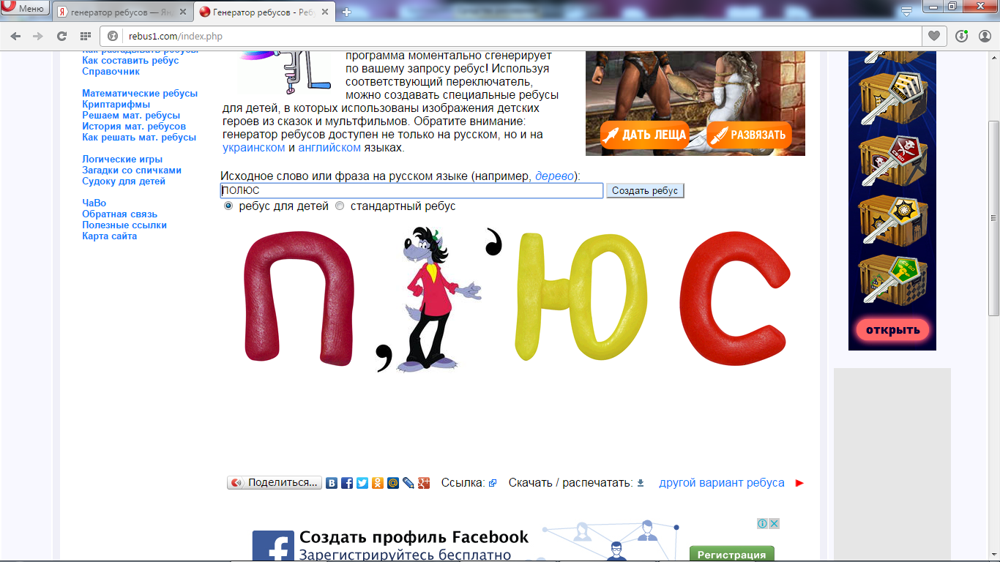 Меню
генератор ребусов — Янд
Генератор ребусов - Реб
rebus1.com/index.php
Как разгадывать ребусы
Как составить ребус
Справочник
Математические ребусы
Криптарифмы
Решаем мат. ребусы
История мат. ребусов
Как решать мат. ребусы
Логические игры
Загадки со спичками
Судоку для детей
ЧаВо
Обратная связь
Полезные ссылки
Карта сайта
программа моментально сгенерирует
по вашему запросу ребус! Используя
соответствующий переключатель,
можно создавать специальные ребусы
для детей, в которых использованы изображения детских
героев из сказок и мультфильмов. Обратите внимание:
генератор ребусов доступен не только на русском, но и на
украинском и английском языках.
ДАТЬ ЛЕЩА
РАЗВЯЗАТЬ
Исходное слово или фраза на русском языке (например, дерево):
ПОЛЮС
Создать ребус
ребус для детей стандартный ребус
П , ’ Ю С
ОТКРЫТЬ
Поделиться...
Ссылка:
Скачать / распечатать:
другой вариант ребуса
Создать профиль Facebook
Зарегистрируйтесь бесплатно
Регистрация